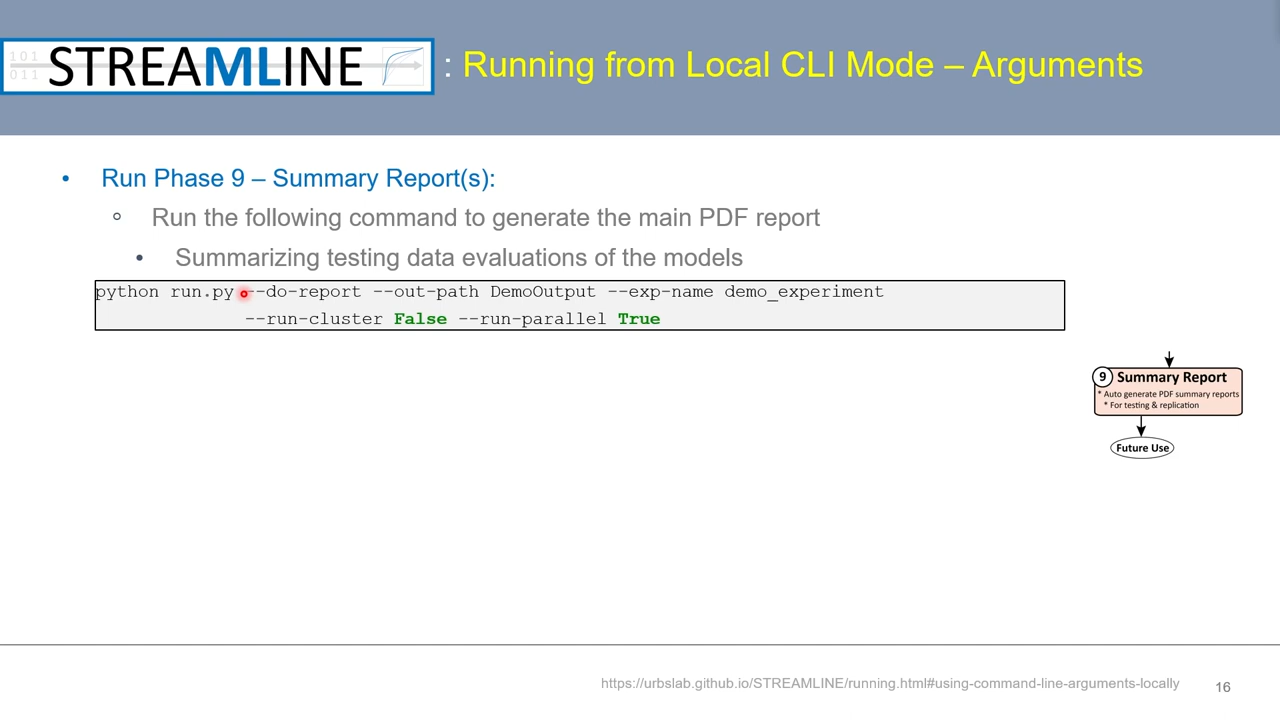 101
011
STREAMLINE : Running from Local CLI Mode – Arguments
• Run Phase 9 – Summary Report(s):
Run the following command to generate the main PDF report
• Summarizing testing data evaluations of the models
python run.py --do-report --out-path DemoOutput --exp-name demo_experiment
--run-cluster False --run-parallel True
9 Summary Report
* Auto generate PDF summary reports
* For testing & replication
Future Use
https://urbslab.github.io/STREAMLINE/running.html#using-command-line-arguments-locally
16